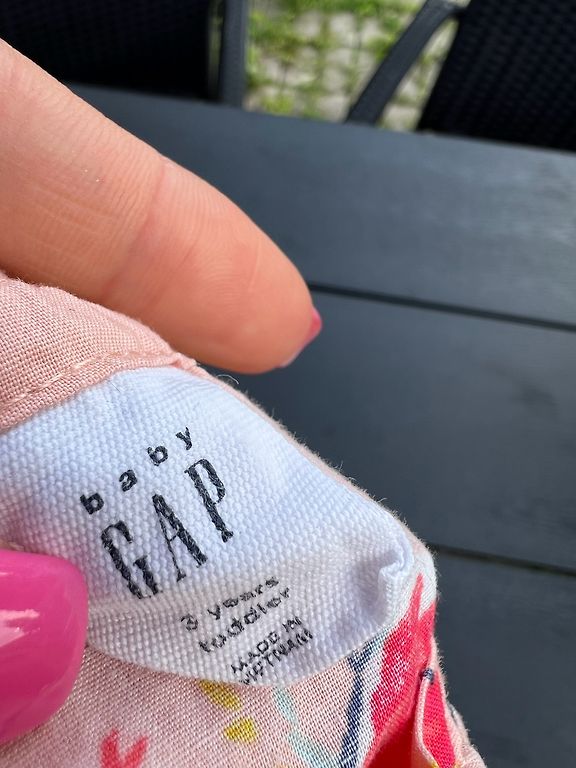 baby
GAP
3 years
toddler
MADE IN
VIETNAM